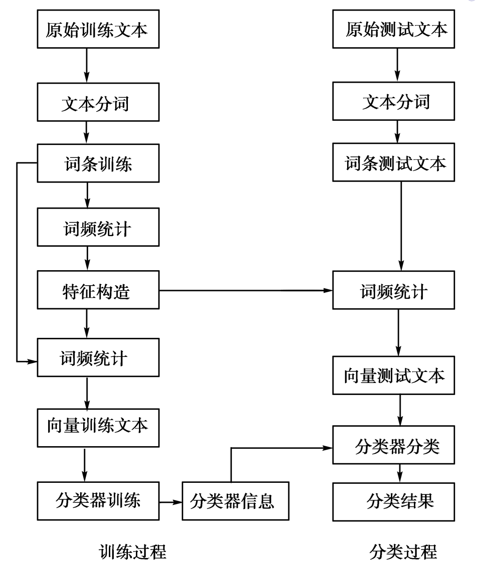 原始训练文本
文本分词
词条训练
词频统计
特征构造
词频统计
向量训练文本
分类器训练
分类器信息
训练过程
原始测试文本
文本分词
词条测试文本
词频统计
向量测试文本
分类器分类
分类结果
分类过程